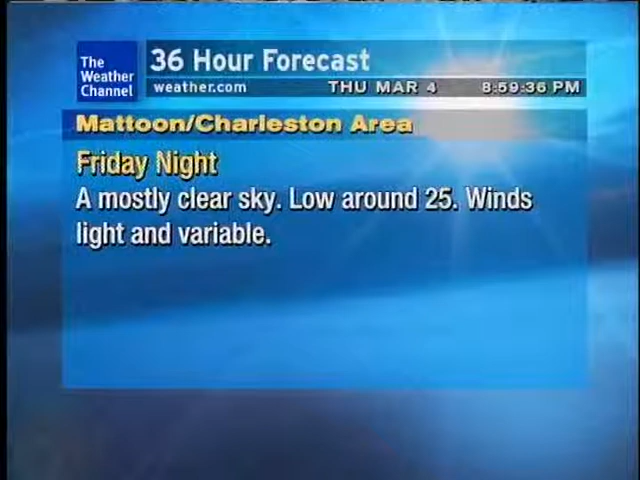 The
Weather
Channel
36 Hour Forecast
weather.com THU MAR 4 8:59:36 PM
Mattoon/Charleston Area
Friday Night
A mostly clear sky. Low around 25. Winds
light and variable.